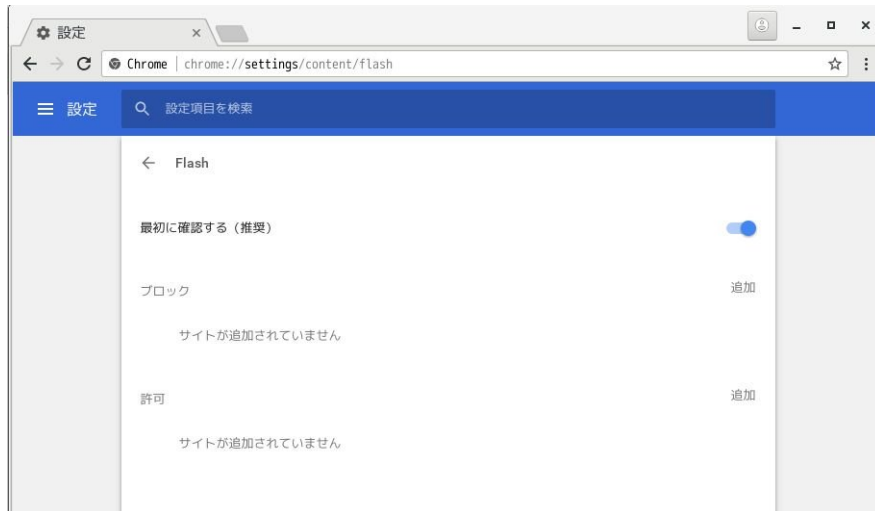 設定
Chrome | chrome://settings/content/flash
設定 設定項目を検索
Flash
最初に確認する（推奨）
ブロック 追加
サイトが追加されていません
許可 追加
サイトが追加されていません